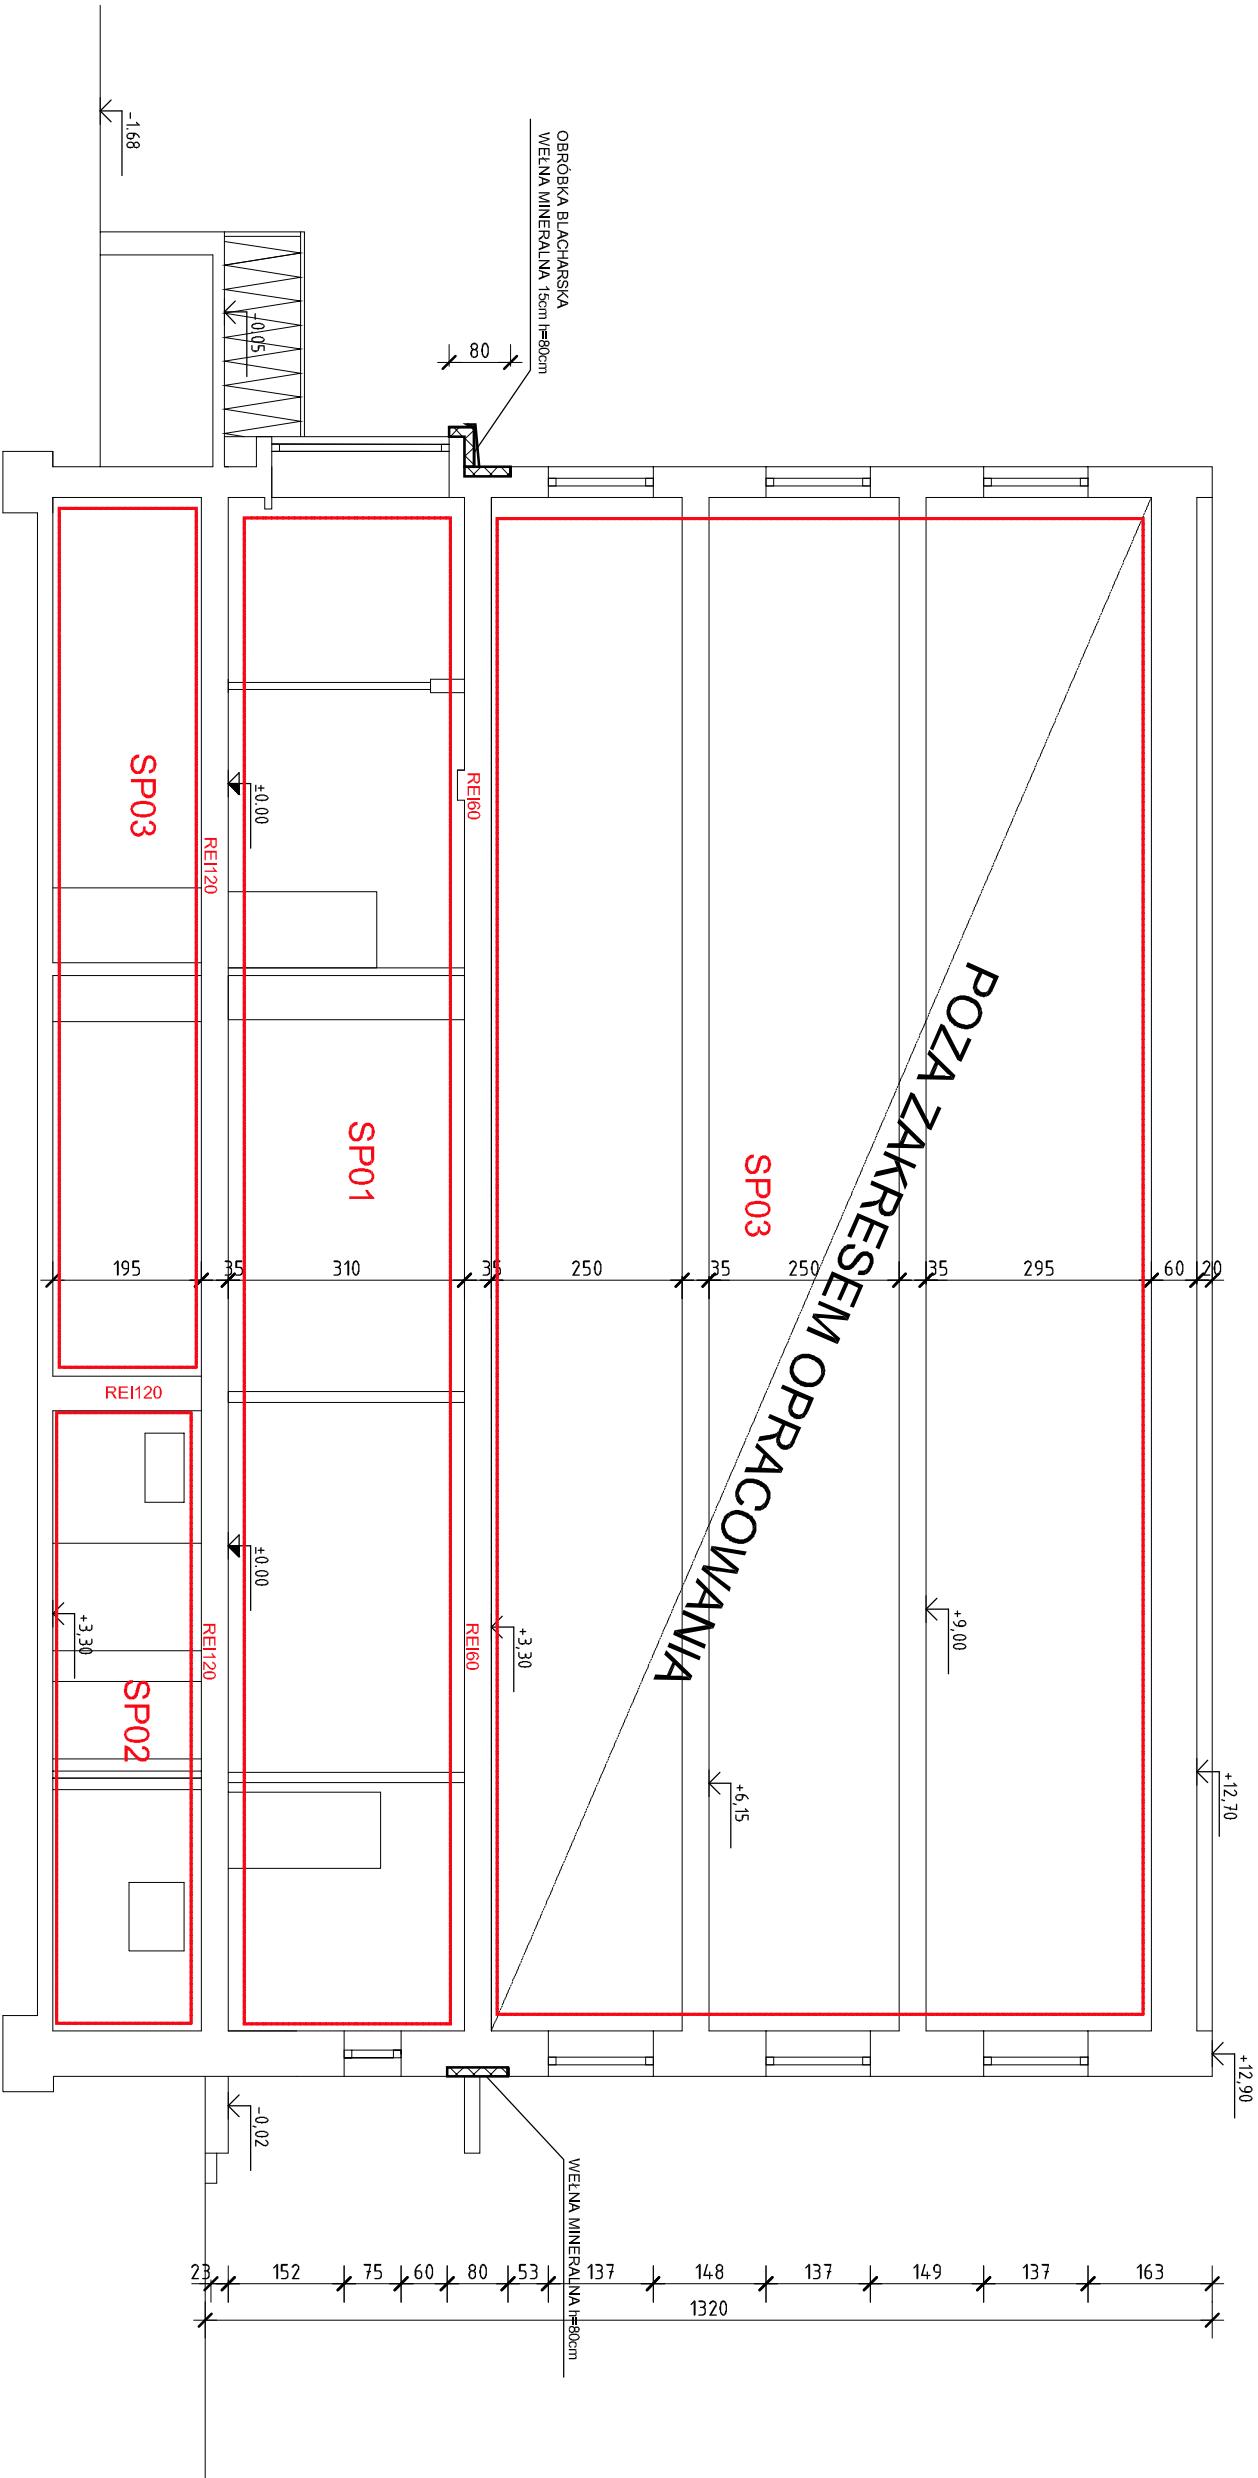 +12,90
+12,70
+9,00
+6,15
+3,30
POZA ZAKRESEM OPRACOWANIA
SP03
OBRÓBKA BLACHARSKA
WEŁNA MINERALNA 15cm h=80cm
80
WEŁNA MINERALNA h=80cm
REI60
REI60
SP01
±0.00
±0.00
-0,05
-0,02
-1.68
REI120
REI120
SP03
REI120
SP02
+3,30
195
35
310
35
250
35
250
35
295
60
20
23
152
75
60
80
53
137
148
137
149
137
163
1320